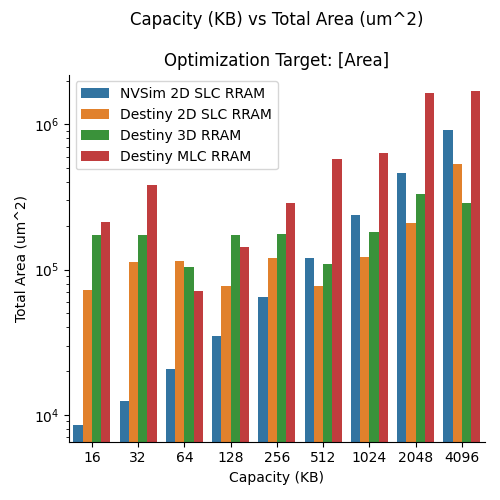 Capacity (KB) vs Total Area (um^2)
Optimization Target: [Area]
NVSim 2D SLC RRAM
Destiny 2D SLC RRAM
Destiny 3D RRAM
Destiny MLC RRAM
Total Area (um^2)
10^6
10^5
10^4
16 32 64 128 256 512 1024 2048 4096
Capacity (KB)